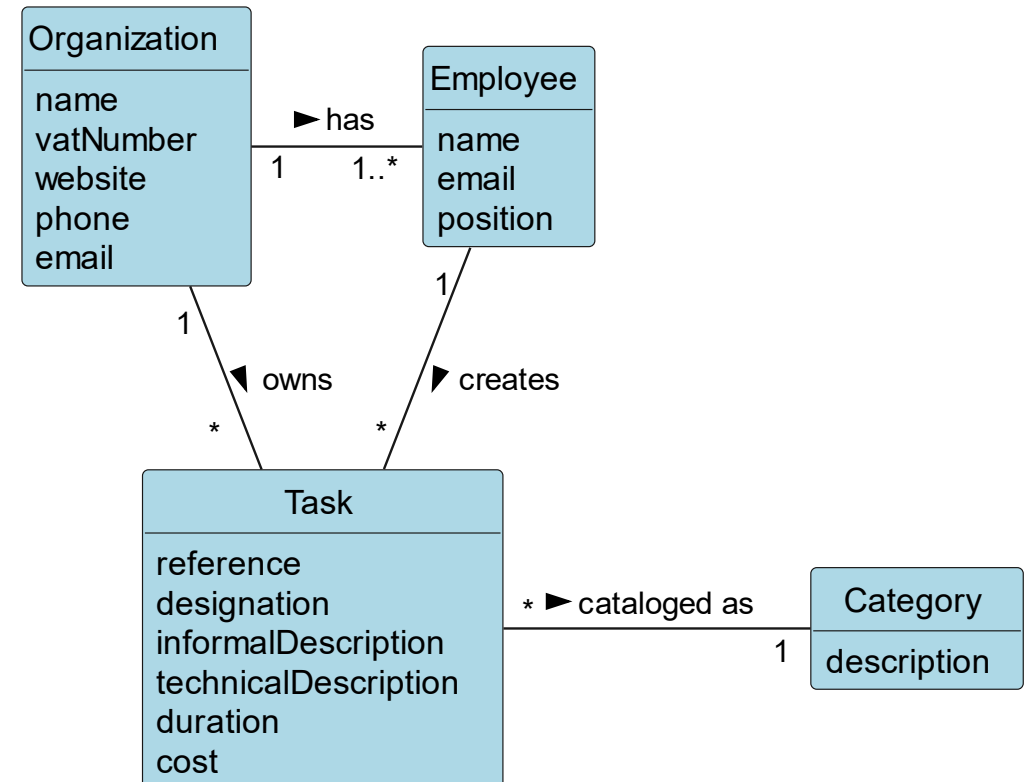 Organization
name
vatNumber
website
phone
email
Employee
name
email
position
has
1
1..*
1
owns
*
1
creates
*
Task
reference
designation
informalDescription
technicalDescription
duration
cost
* cataloged as
1
Category
description